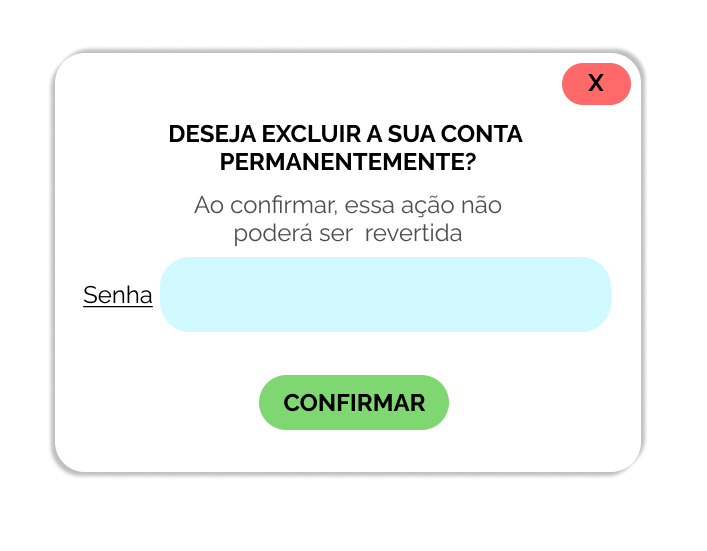 X
DESEJA EXCLUIR A SUA CONTA
PERMANENTEMENTE?
Ao confirmar, essa ação não
poderá ser  revertida
Senha
CONFIRMAR